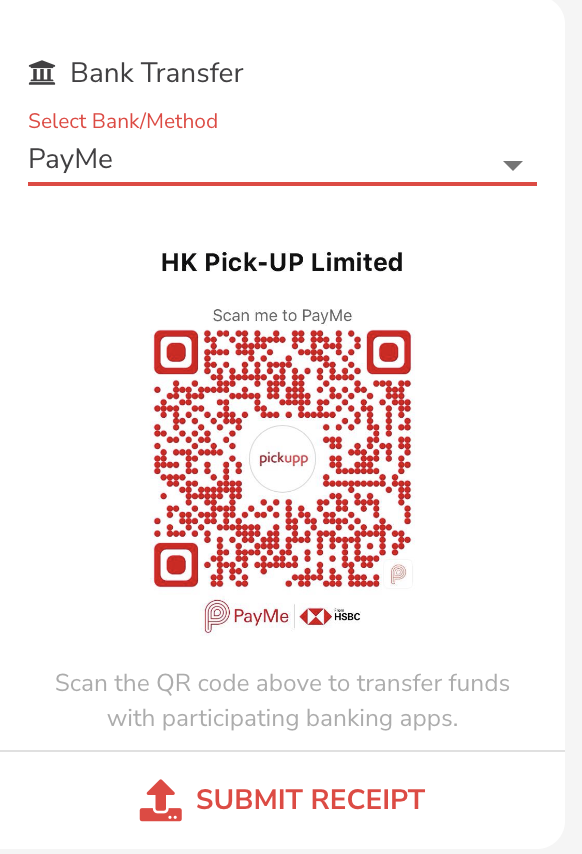 Bank Transfer
Select Bank/Method
PayMe
HK Pick-UP Limited
Scan me to PayMe
pickupp
PayMe
HSBC
Scan the QR code above to transfer funds
with participating banking apps.
SUBMIT RECEIPT